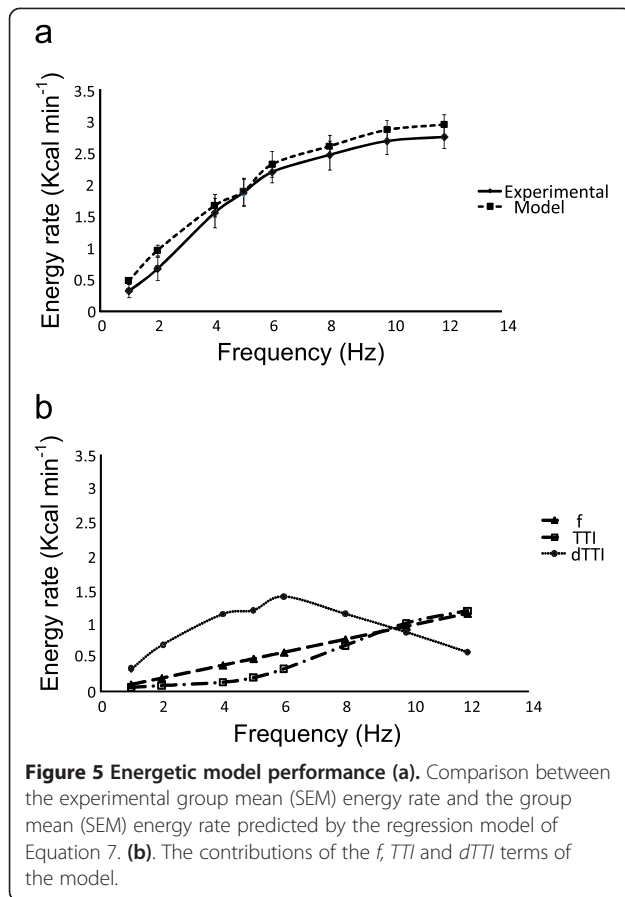 a
Energy rate (Kcal min⁻¹)
3.5
3
2.5
2
1.5
1
0.5
0
0 2 4 6 8 10 12 14
Frequency (Hz)
Experimental
Model
b
Energy rate (Kcal min⁻¹)
3.5
3
2.5
2
1.5
1
0.5
0
0 2 4 6 8 10 12 14
Frequency (Hz)
f
TTI
dTTI
Figure 5 Energetic model performance (a). Comparison between
the experimental group mean (SEM) energy rate and the group
mean (SEM) energy rate predicted by the regression model of
Equation 7. (b). The contributions of the f, TTI and dTTI terms of
the model.